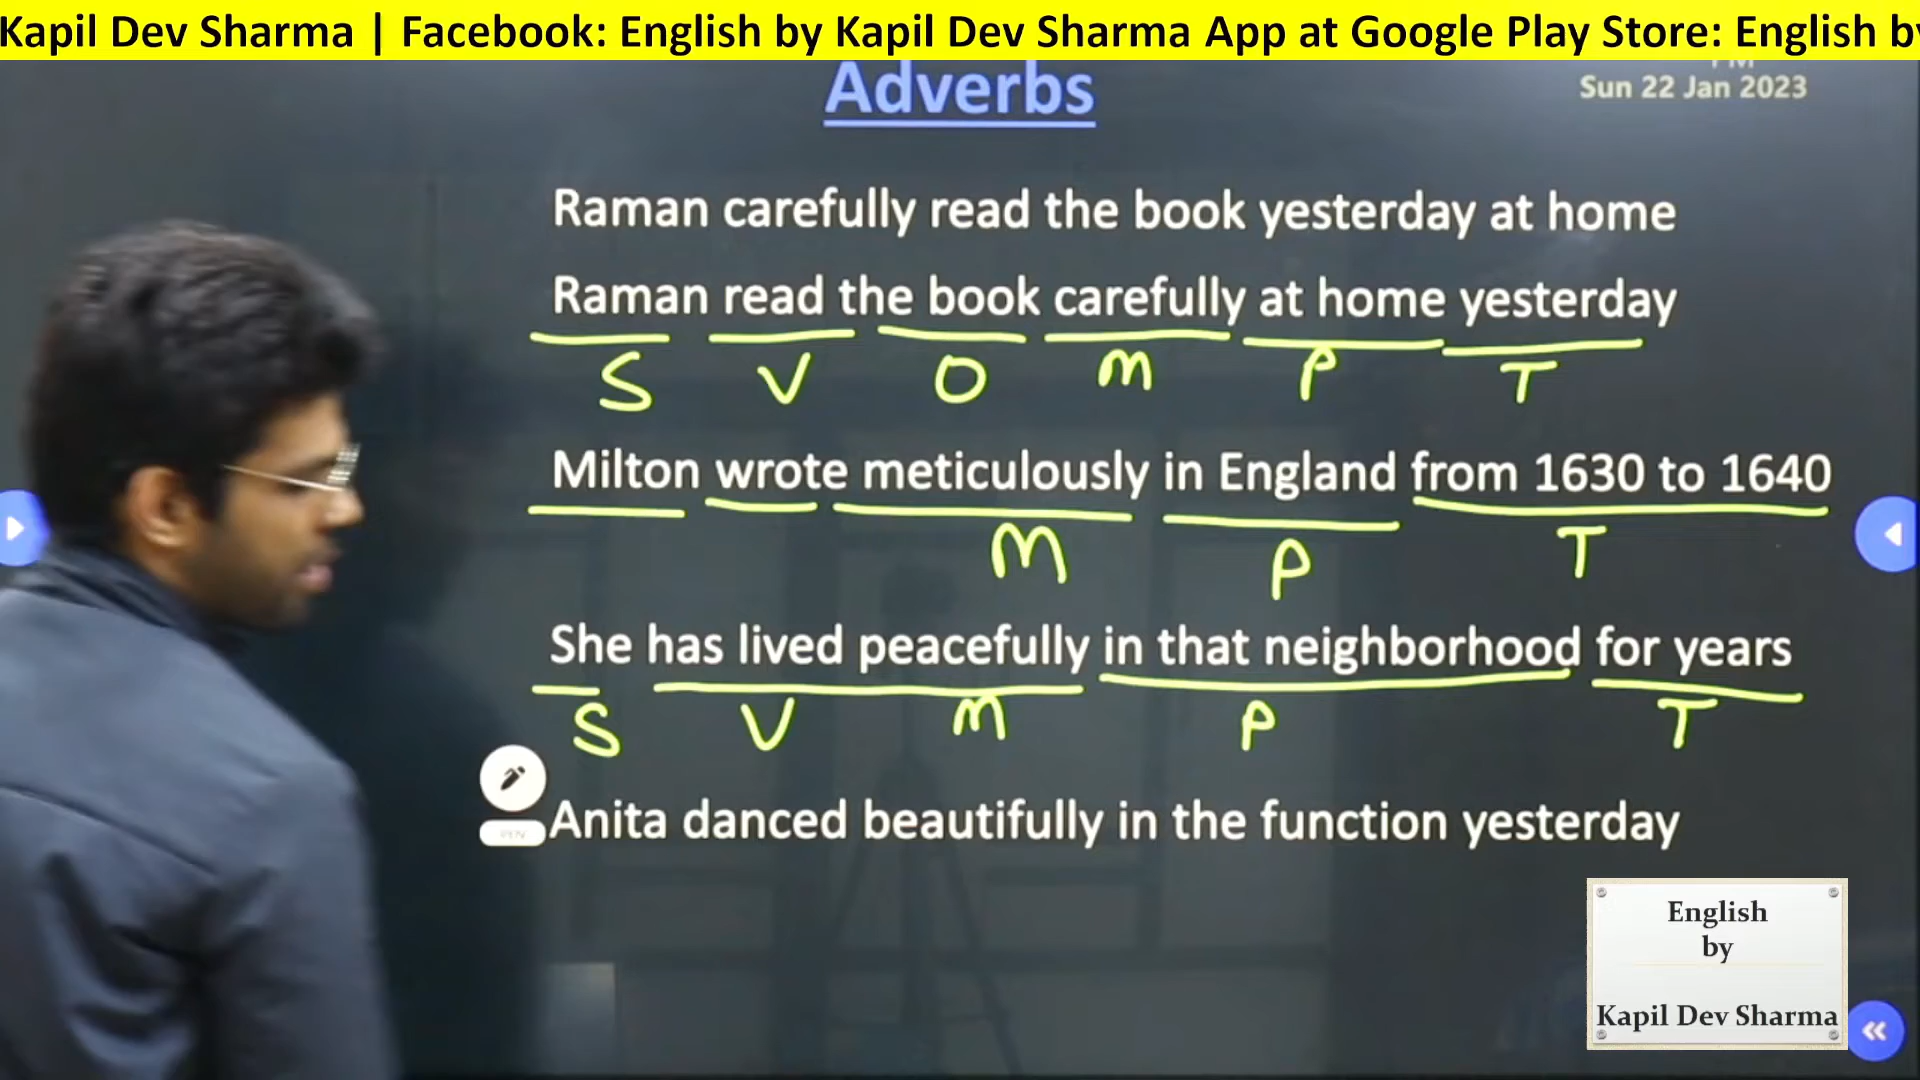 Kapil Dev Sharma | Facebook: English by Kapil Dev Sharma App at Google Play Store: English by
Adverbs
PM
Sun 22 Jan 2023
Raman carefully read the book yesterday at home
Raman read the book carefully at home yesterday
S V O M P T
Milton wrote meticulously in England from 1630 to 1640
M P T
She has lived peacefully in that neighborhood for years
S V M P T
PEN
Anita danced beautifully in the function yesterday
English
by
Kapil Dev Sharma